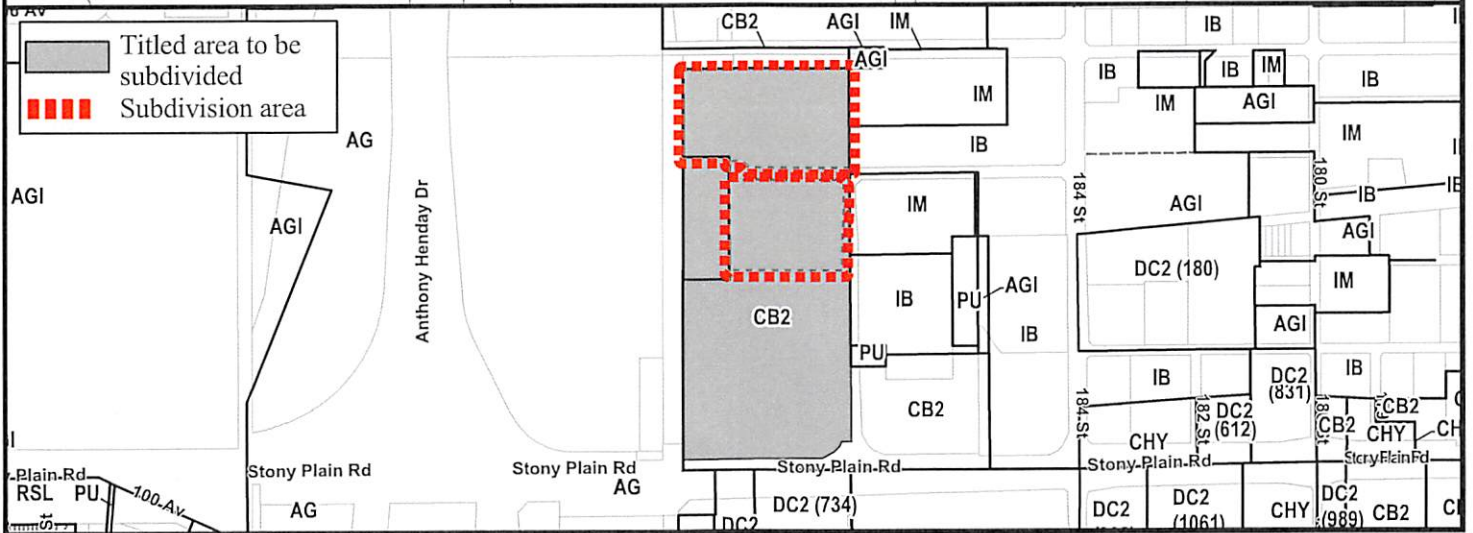 CB2
AGI
IM
IB
Titled area to be
subdivided
Subdivision area
AGI
IB
IB
IM
IB
IM
IM
AGI
AG
IB
IM
184 St
180 St
IB
IB
AGI
AGI
IM
AGI
AGI
Anthony Henday Dr
DC2 (180)
IM
IB
PU
AGI
CB2
IB
AGI
PU
IB
DC2
(831)
IB
CB2
184 St
182 St
DC2
(612)
CB2
CB2
CHY
CHY
Stony Plain Rd
Stony Plain Rd
Stony Plain Rd
Stony Plain Rd
Stony Plain Rd
RSL
PU
100 Av
AG
AG
DC2 (734)
DC2
DC2
DC2
(1061)
CHY
DC2
(989)
CB2